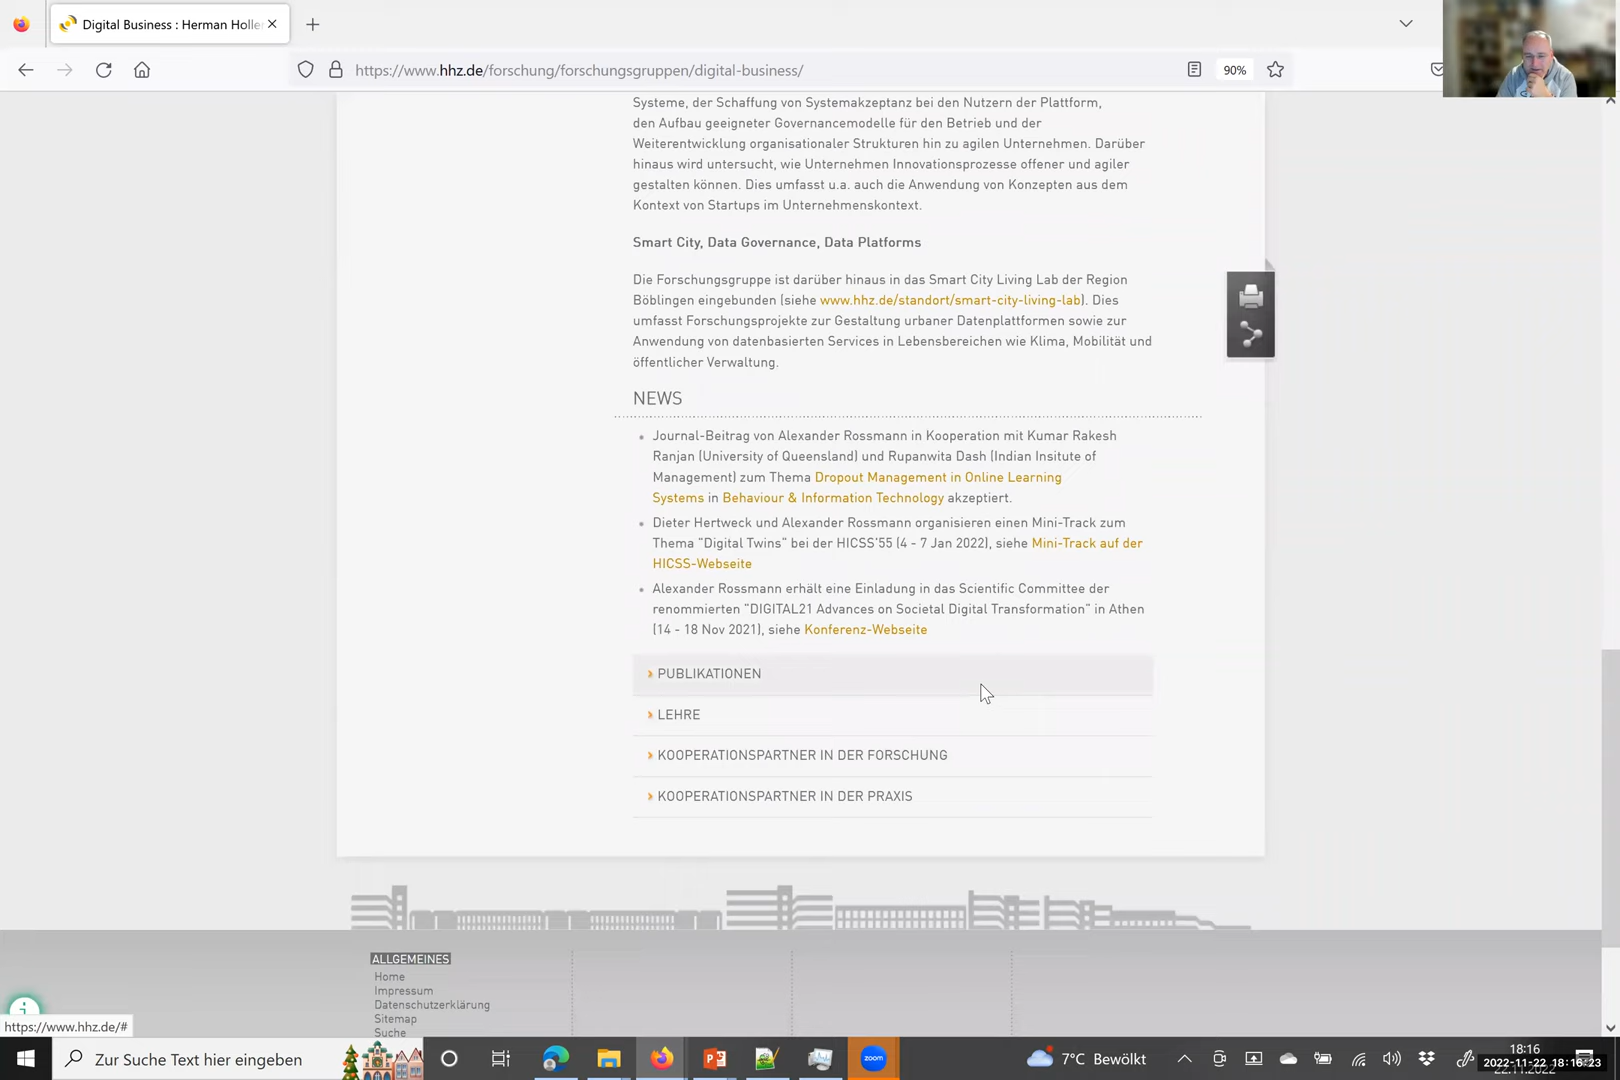 Digital Business : Herman Holler
https://www.hhz.de/forschung/forschungsgruppen/digital-business/
90%
Systeme, der Schaffung von Systemakzeptanz bei den Nutzern der Plattform,
den Aufbau geeigneter Governancemodelle für den Betrieb und der
Weiterentwicklung organisationaler Strukturen hin zu agilen Unternehmen. Darüber
hinaus wird untersucht, wie Unternehmen Innovationsprozesse offener und agiler
gestalten können. Dies umfasst u.a. auch die Anwendung von Konzepten aus dem
Kontext von Startups im Unternehmenskontext.
Smart City, Data Governance, Data Platforms
Die Forschungsgruppe ist darüber hinaus in das Smart City Living Lab der Region
Böblingen eingebunden (siehe www.hhz.de/standort/smart-city-living-lab). Dies
umfasst Forschungsprojekte zur Gestaltung urbaner Datenplattformen sowie zur
Anwendung von datenbasierten Services in Lebensbereichen wie Klima, Mobilität und
öffentlicher Verwaltung.
NEWS
Journal-Beitrag von Alexander Rossmann in Kooperation mit Kumar Rakesh
Ranjan (University of Queensland) und Rupanwita Dash (Indian Insitute of
Management) zum Thema Dropout Management in Online Learning
Systems in Behaviour & Information Technology akzeptiert.
Dieter Hertweck und Alexander Rossmann organisieren einen Mini-Track zum
Thema "Digital Twins" bei der HICSS'55 (4 - 7 Jan 2022), siehe Mini-Track auf der
HICSS-Webseite
Alexander Rossmann erhält eine Einladung in das Scientific Committee der
renommierten "DIGITAL21 Advances on Societal Digital Transformation" in Athen
(14 - 18 Nov 2021), siehe Konferenz-Webseite
PUBLIKATIONEN
LEHRE
KOOPERATIONSPARTNER IN DER FORSCHUNG
KOOPERATIONSPARTNER IN DER PRAXIS
ALLGEMEINES
Home
Impressum
Datenschutzerklärung
Sitemap
Suche
https://www.hhz.de/#
Zur Suche Text hier eingeben
zoom
7°C Bewölkt
18:16
2022-11-22 18:16:23